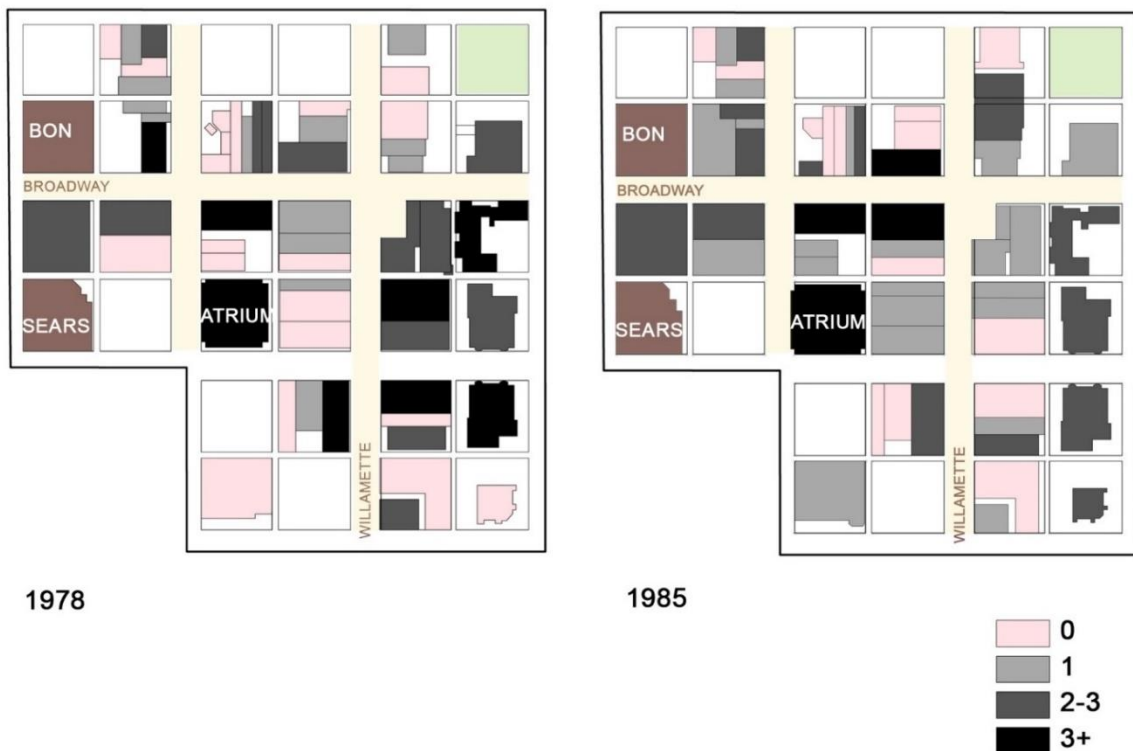 BON
BROADWAY
SEARS
ATRIUM
WILLAMETTE
1978
BON
BROADWAY
SEARS
ATRIUM
WILLAMETTE
1985
0
1
2-3
3+